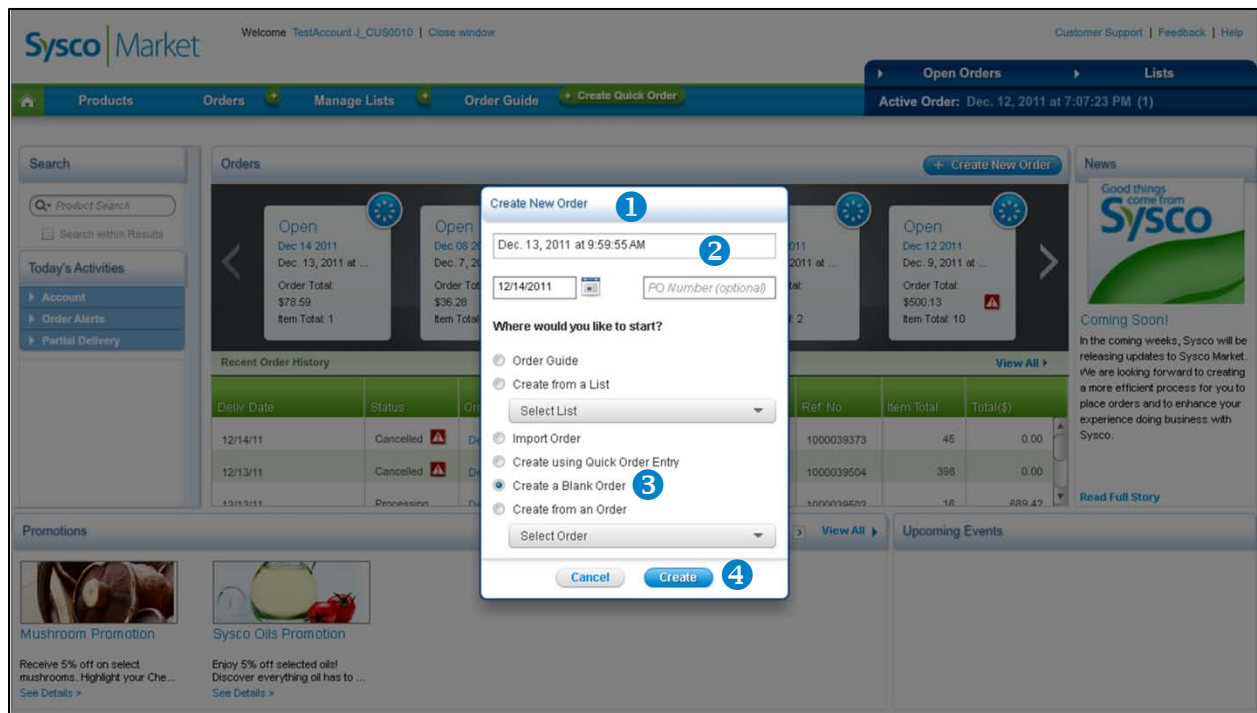 Sysco Market
Welcome TestAccount J_CUS0010 | Close window
Customer Support | Feedback | Help
Open Orders Lists
Products Orders Manage Lists Order Guide + Create Quick Order
Active Order: Dec. 12, 2011 at 7:07:23 PM (1)
Search
Product Search
Search within Results
Today's Activities
Account
Order Alerts
Partial Delivery
Orders
+ Create New Order
Open
Dec 14 2011
Dec. 13, 2011 at ...
Order Total:
$78.59
Item Total: 1
Open
Dec 08
Dec. 7,
Order
$36.28
Item Total
2011 at ...
2
Open
Dec 12 2011
Dec. 9, 2011 at ...
Order Total:
$500.13
Item Total: 10
Create New Order 1
Dec. 13, 2011 at 9:59:55 AM 2
12/14/2011 PO Number (optional)
Where would you like to start?
Order Guide
Create from a List
Select List
Import Order
Create using Quick Order Entry
Create a Blank Order 3
Create from an Order
Select Order
Cancel Create 4
Recent Order History View All
Deliv. Date Status Ref. No. Item Total Total($)
12/14/11 Cancelled 1000039373 45 0.00
12/13/11 Cancelled 1000039504 396 0.00
12/13/11 Processing 1000039502 16 689.42
News
Good things
come from
Sysco
Coming Soon!
In the coming weeks, Sysco will be
releasing updates to Sysco Market.
We are looking forward to creating
a more efficient process for you to
place orders and to enhance your
experience doing business with
Sysco.
Read Full Story
Promotions
View All
Mushroom Promotion
Receive 5% off on select
mushrooms. Highlight your Che...
See Details >
Sysco Oils Promotion
Enjoy 5% off selected oils!
Discover everything oil has to ...
See Details >
Upcoming Events